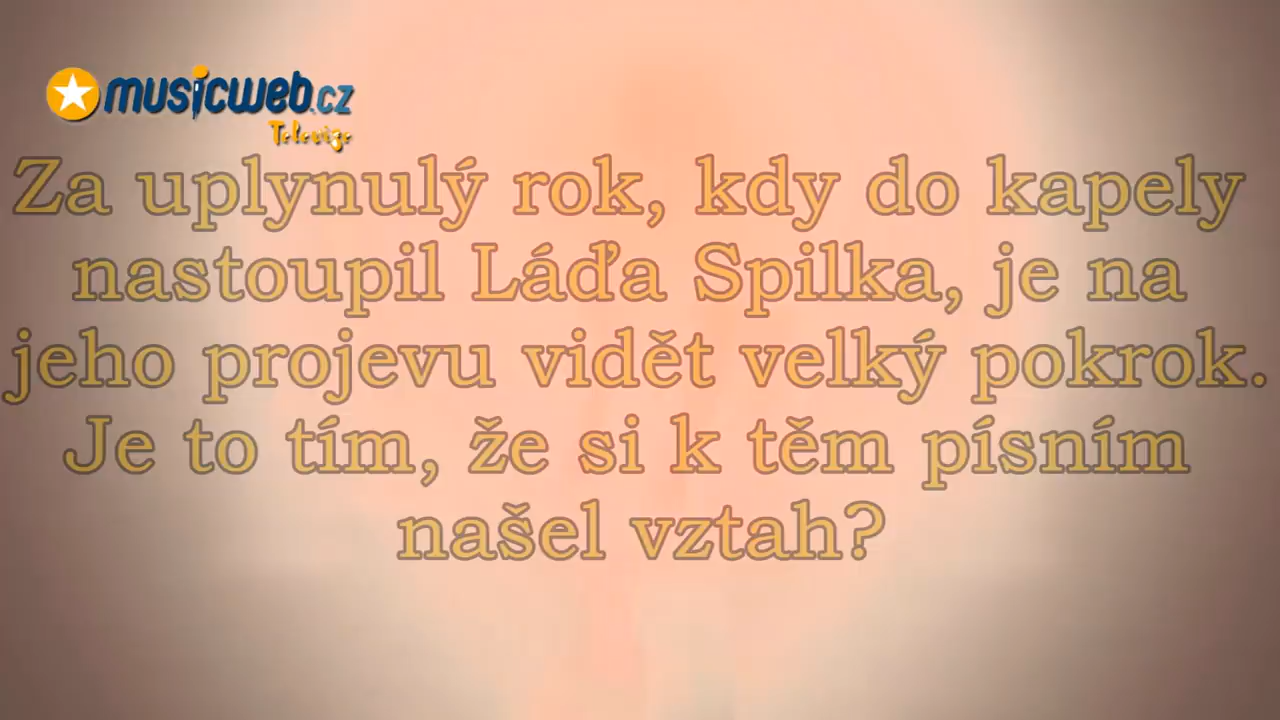 musicweb.cz
Televize
Za uplynulý rok, kdy do kapely
nastoupil Láďa Spilka, je na
jeho projevu vidět velký pokrok.
Je to tím, že si k těm písním
našel vztah?